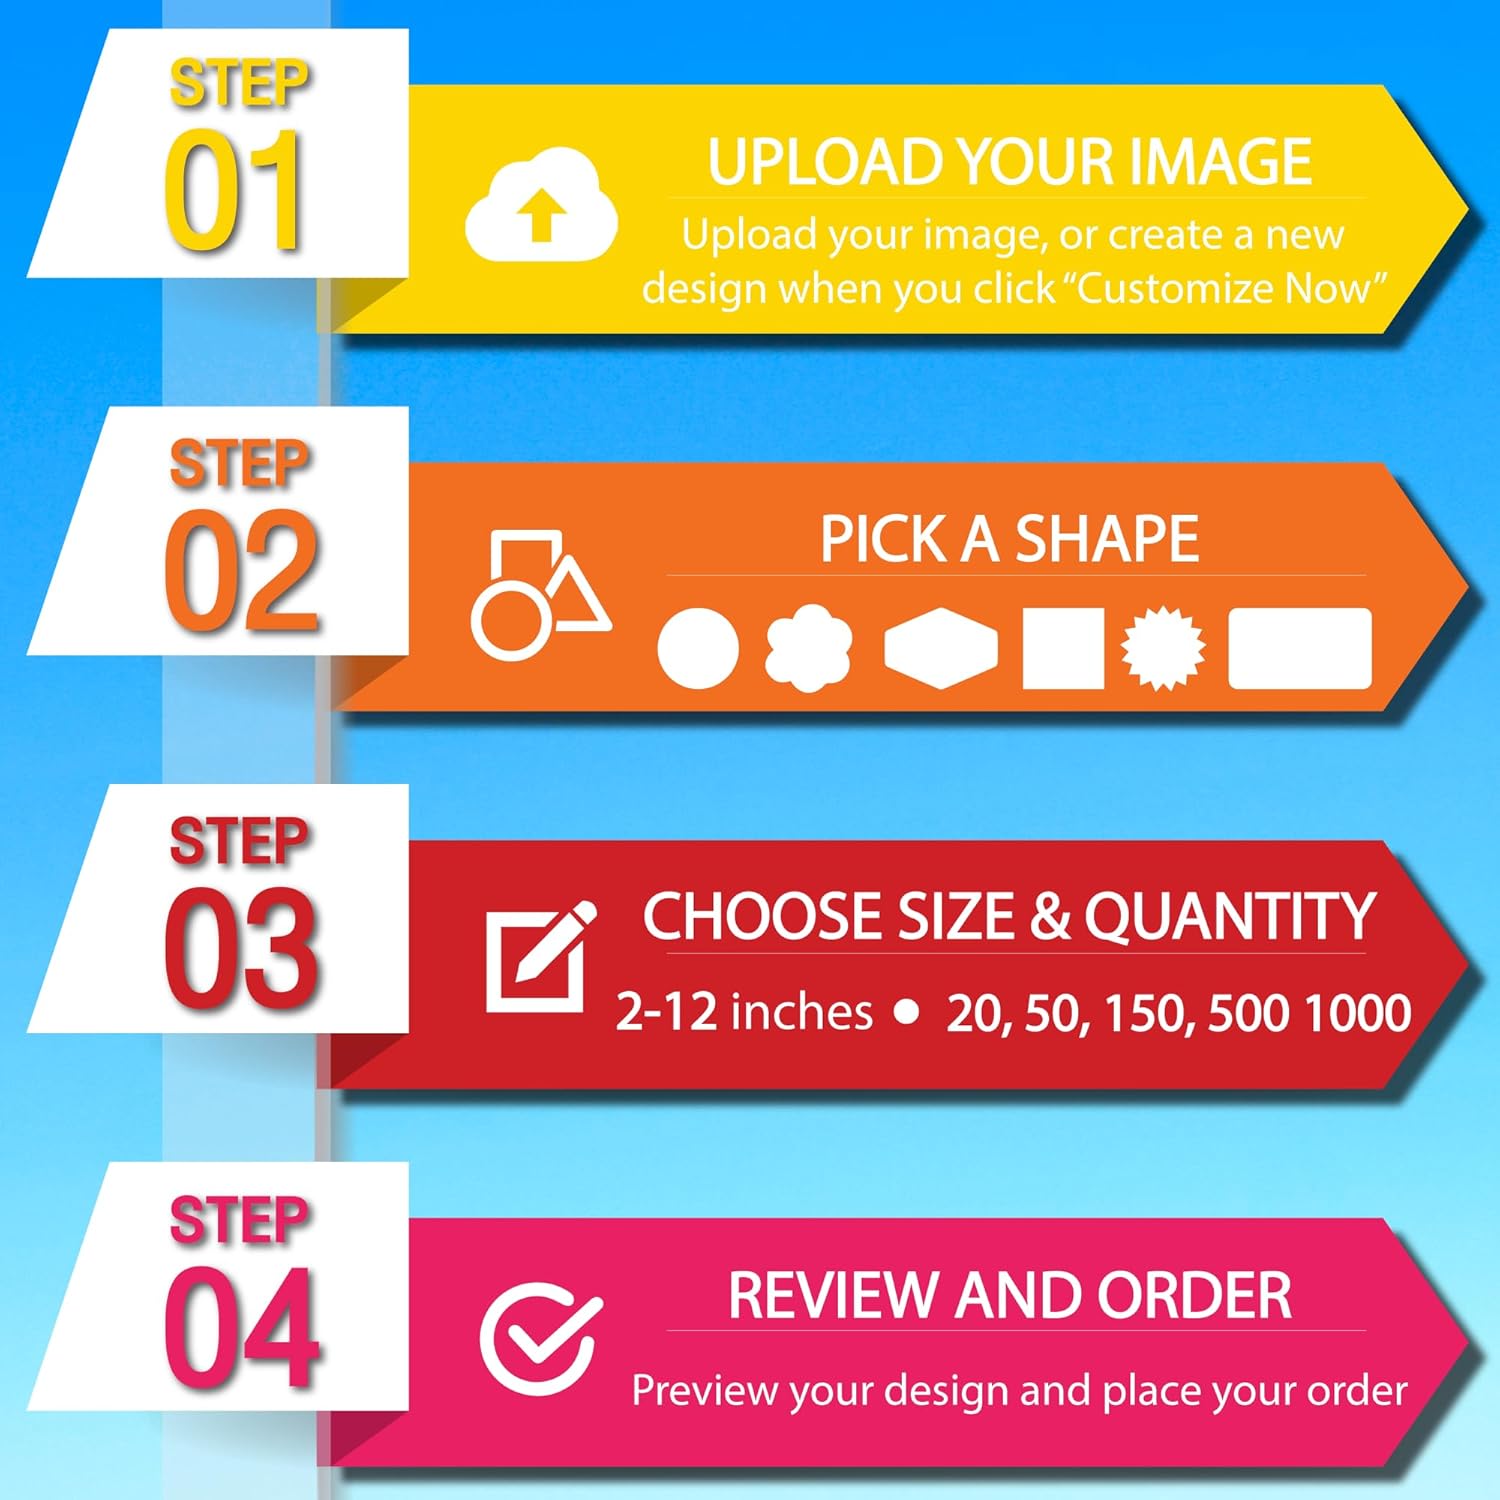 STEP
01
UPLOAD YOUR IMAGE
Upload your image, or create a new
design when you click “Customize Now”
STEP
02
PICK A SHAPE
STEP
03
CHOOSE SIZE & QUANTITY
2-12 inches ● 20, 50, 150, 500 1000
STEP
04
REVIEW AND ORDER
Preview your design and place your order